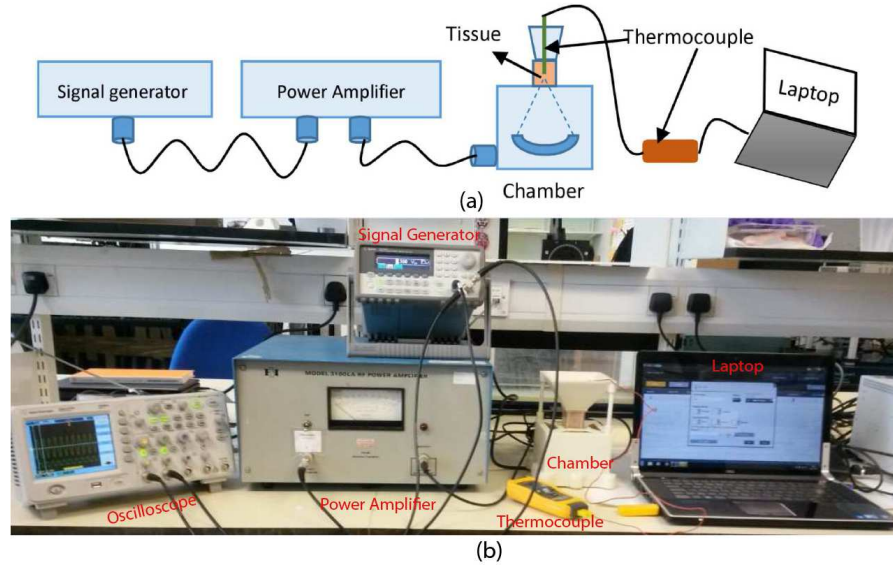 Tissue
Thermocouple
Signal generator
Power Amplifier
Laptop
Chamber
(a)
Signal Generator
MODEL 3100LA RF POWER AMPLIFIER
Laptop
Chamber
Oscilloscope
Power Amplifier
Thermocouple
(b)